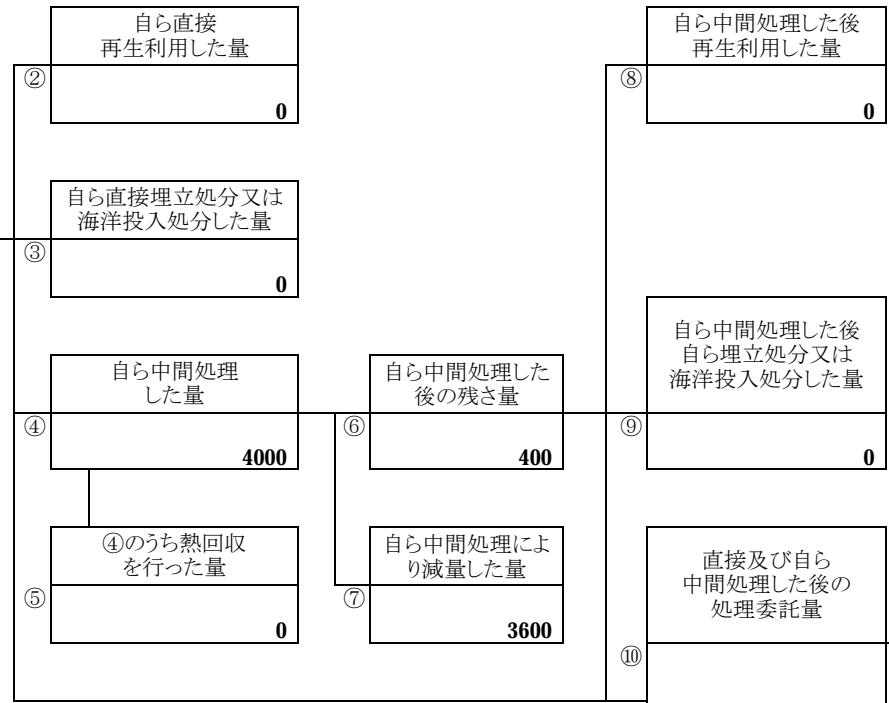 自ら直接
再生利用した量
②
0
自ら中間処理した後
再生利用した量
⑧
0
自ら直接埋立処分又は
海洋投入処分した量
③
0
自ら中間処理
した量
④
4000
自ら中間処理した
後の残さ量
⑥
400
自ら中間処理した後
自ら埋立処分又は
海洋投入処分した量
⑨
0
④のうち熱回収
を行った量
⑤
0
自ら中間処理によ
り減量した量
⑦
3600
直接及び自ら
中間処理した後の
処理委託量
⑩